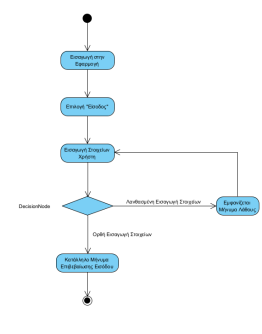 Εισαγωγή στην
Εφαρμογή
Επιλογή "Είσοδος"
Εισαγωγή Στοιχείων
Χρήστη
Λανθασμένη Εισαγωγή Στοιχείων
Εμφανίζεται
Μήνυμα Λάθους
DecisionNode
Ορθή Εισαγωγή Στοιχείων
Κατάλληλο Μήνυμα
Επιβεβαίωσης Εισόδου